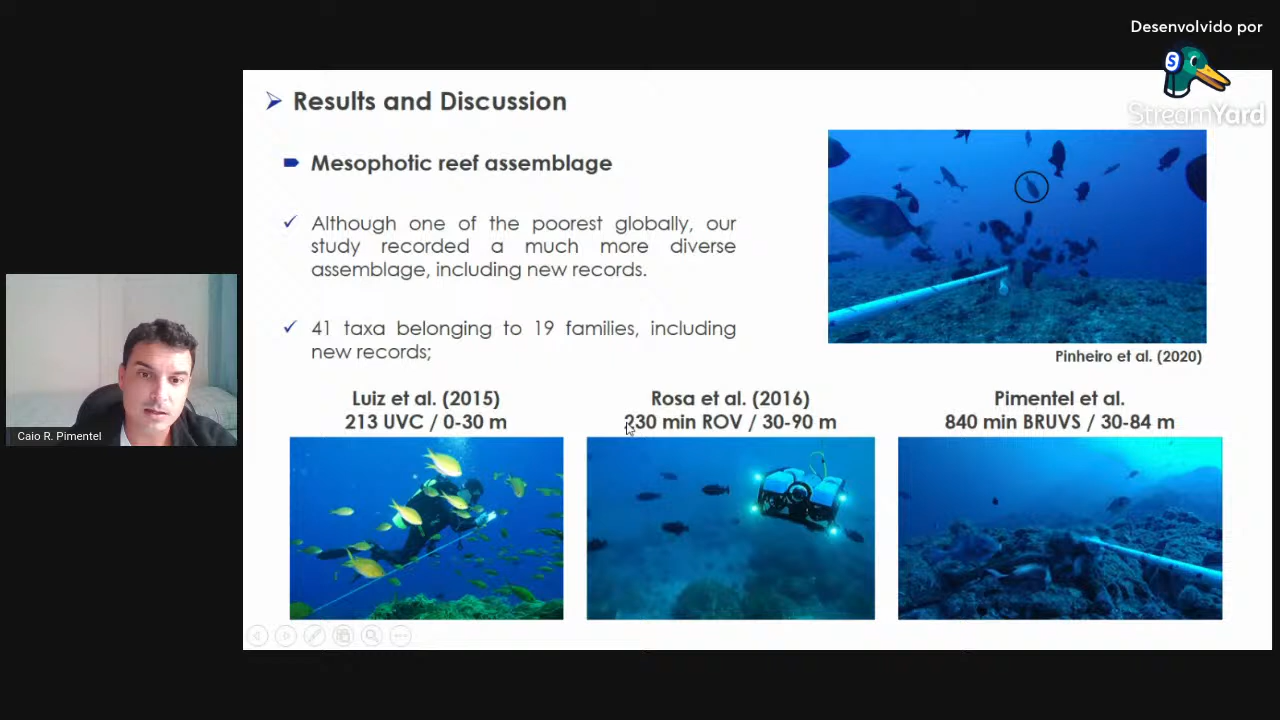 Desenvolvido por
S
StreamYard
Results and Discussion
Mesophotic reef assemblage
Although one of the poorest globally, our
study recorded a much more diverse
assemblage, including new records.
41 taxa belonging to 19 families, including
new records;
Pinheiro et al. (2020)
Luiz et al. (2015)
213 UVC / 0-30 m
Rosa et al. (2016)
230 min ROV / 30-90 m
Pimentel et al.
840 min BRUVS / 30-84 m
Caio R. Pimentel